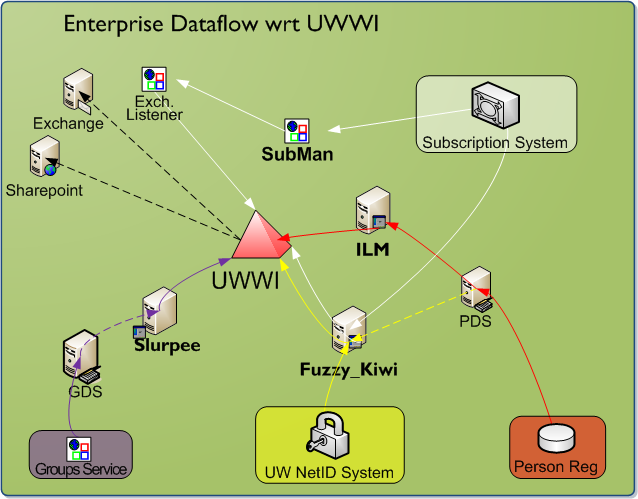 Enterprise Dataflow wrt UWWI
Exchange
Exch.
Listener
SubMan
Subscription System
Sharepoint
ILM
UWWI
PDS
Slurpee
Fuzzy_Kiwi
GDS
Groups Service
UW NetID System
Person Reg